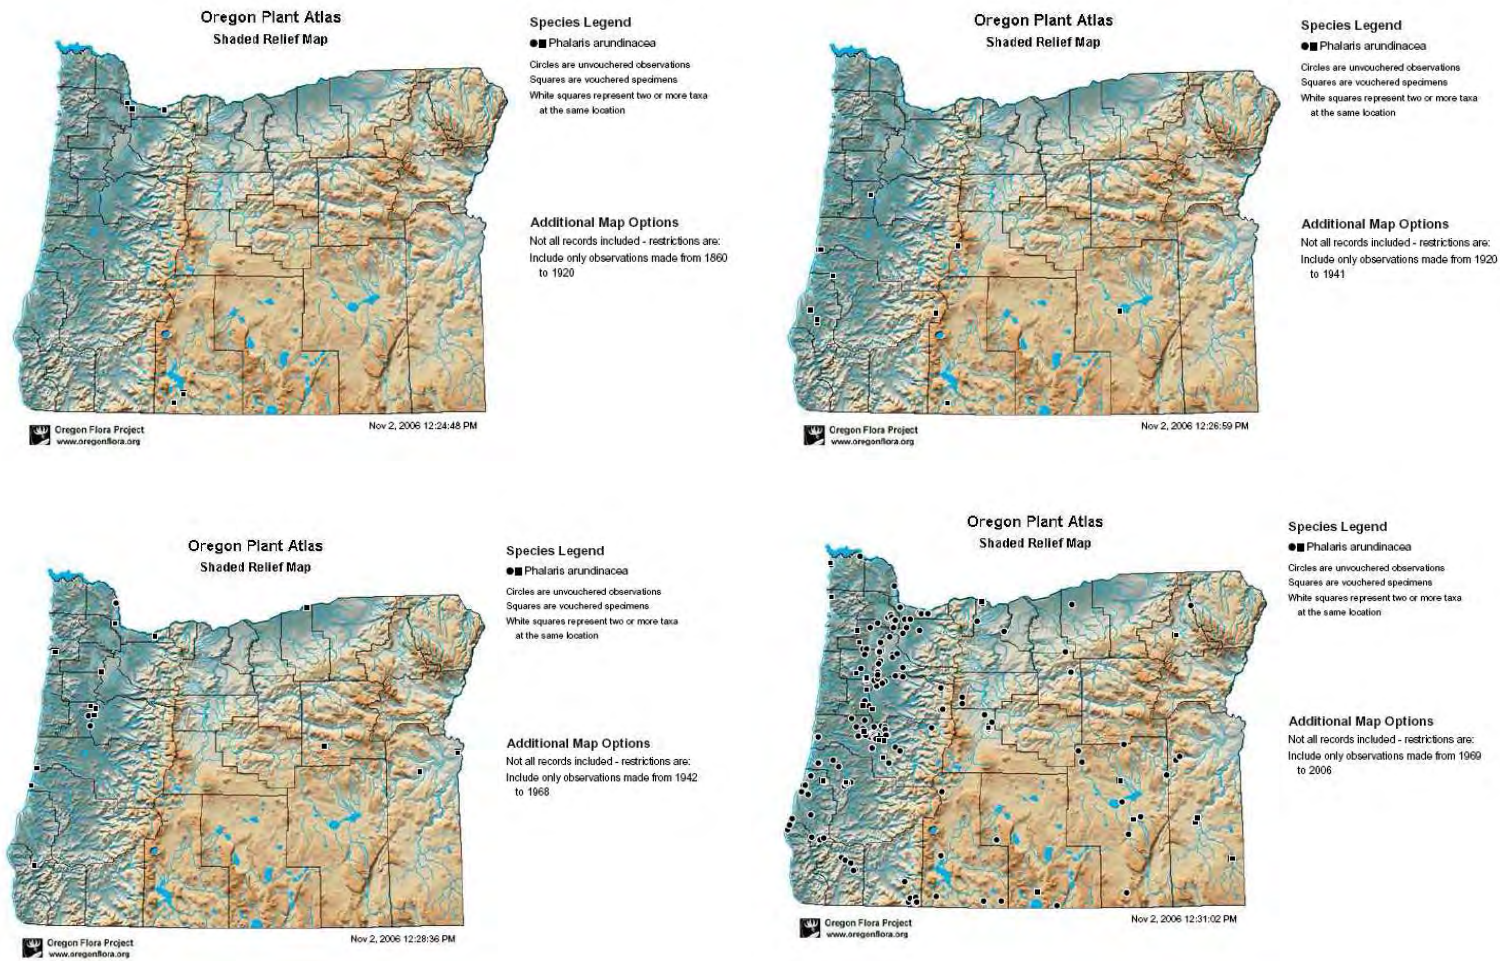 Oregon Plant Atlas
Shaded Relief Map
Species Legend
Phalaris arundinacea
Circles are unvouchered observations
Squares are vouchered specimens
White squares represent two or more taxa
at the same location
Additional Map Options
Not all records included - restrictions are:
Include only observations made from 1860
to 1920
Oregon Flora Project
www.oregonflora.org
Nov 2, 2006 12:24:48 PM
Oregon Plant Atlas
Shaded Relief Map
Species Legend
Phalaris arundinacea
Circles are unvouchered observations
Squares are vouchered specimens
White squares represent two or more taxa
at the same location
Additional Map Options
Not all records included - restrictions are:
Include only observations made from 1920
to 1941
Oregon Flora Project
www.oregonflora.org
Nov 2, 2006 12:26:59 PM
Oregon Plant Atlas
Shaded Relief Map
Species Legend
Phalaris arundinacea
Circles are unvouchered observations
Squares are vouchered specimens
White squares represent two or more taxa
at the same location
Additional Map Options
Not all records included - restrictions are:
Include only observations made from 1942
to 1968
Oregon Flora Project
www.oregonflora.org
Nov 2, 2006 12:28:36 PM
Oregon Plant Atlas
Shaded Relief Map
Species Legend
Phalaris arundinacea
Circles are unvouchered observations
Squares are vouchered specimens
White squares represent two or more taxa
at the same location
Additional Map Options
Not all records included - restrictions are:
Include only observations made from 1969
to 2006
Oregon Flora Project
www.oregonflora.org
Nov 2, 2006 12:31:02 PM